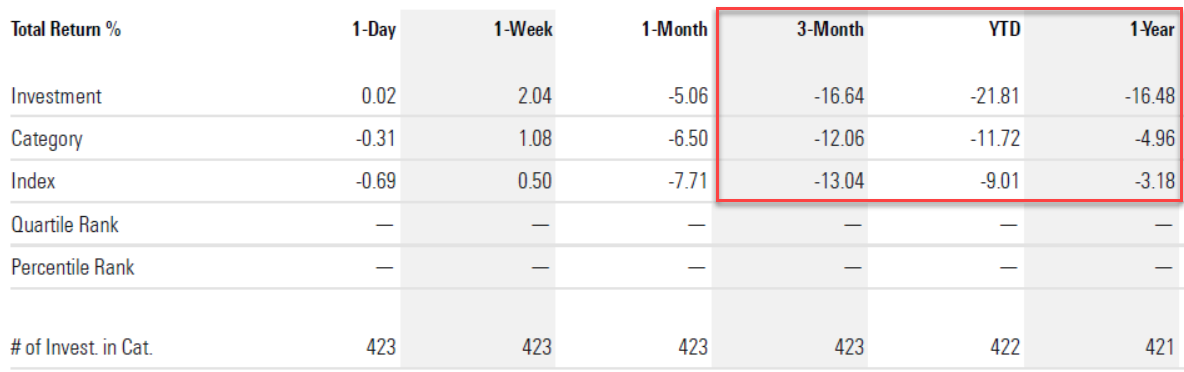 Total Return % 1-Day 1-Week 1-Month 3-Month YTD 1-Year
Investment 0.02 2.04 -5.06 -16.64 -21.81 -16.48
Category -0.31 1.08 -6.50 -12.06 -11.72 -4.96
Index -0.69 0.50 -7.71 -13.04 -9.01 -3.18
Quartile Rank — — — — — —
Percentile Rank — — — — — —
# of Invest. in Cat. 423 423 423 423 422 421